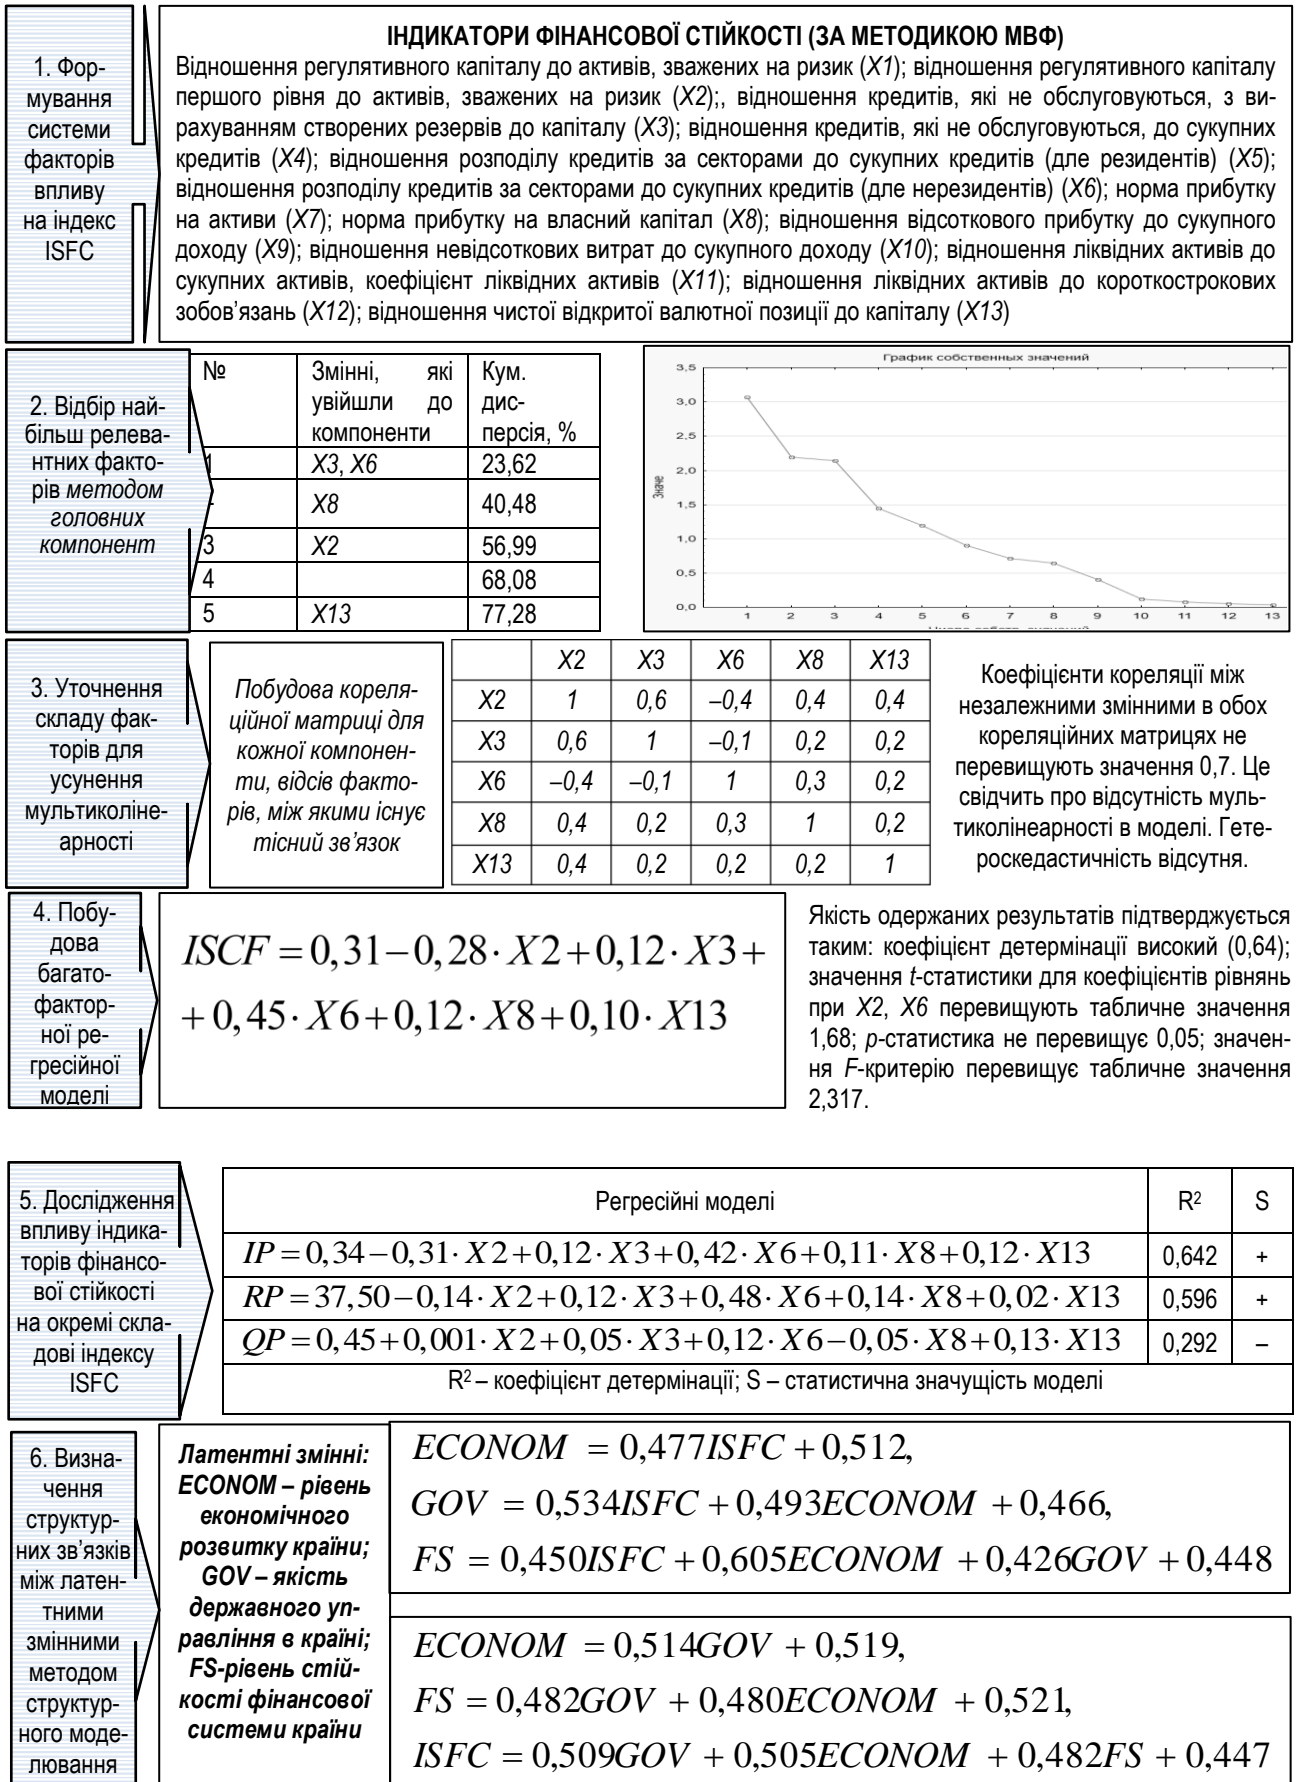 1. Фор-
мування
системи
факторів
впливу
на індекс
ISFC
ІНДИКАТОРИ ФІНАНСОВОЇ СТІЙКОСТІ (ЗА МЕТОДИКОЮ МВФ)
Відношення регулятивного капіталу до активів, зважених на ризик (X1); відношення регулятивного капіталу
першого рівня до активів, зважених на ризик (X2);, відношення кредитів, які не обслуговуються, з ви-
рахуванням створених резервів до капіталу (X3); відношення кредитів, які не обслуговуються, до сукупних
кредитів (X4); відношення розподілу кредитів за секторами до сукупних кредитів (дле резидентів) (X5);
відношення розподілу кредитів за секторами до сукупних кредитів (дле нерезидентів) (X6); норма прибутку
на активи (X7); норма прибутку на власний капітал (X8); відношення відсоткового прибутку до сукупного
доходу (X9); відношення невідсоткових витрат до сукупного доходу (X10); відношення ліквідних активів до
сукупних активів, коефіцієнт ліквідних активів (X11); відношення ліквідних активів до короткострокових
зобов’язань (X12); відношення чистої відкритої валютної позиції до капіталу (X13)
2. Відбір най-
більш релева-
нтних факто-
рів методом
головних
компонент
№ Змінні, які Кум.
увійшли до дис-
компоненти персія, %
1 X3, X6 23,62
X8 40,48
3 X2 56,99
4 68,08
5 X13 77,28
График собственных значений
3,5
3,0
2,5
2,0
1,5
1,0
0,5
0,0
Значе
1 2 3 4 5 6 7 8 9 10 11 12 13
3. Уточнення
складу фак-
торів для
усунення
мультиколіне-
арності
Побудова кореля-
ційної матриці для
кожної компонен-
ти, відсів факто-
рів, між якими існує
тісний зв’язок
X2 X3 X6 X8 X13
X2 1 0,6 –0,4 0,4 0,4
X3 0,6 1 –0,1 0,2 0,2
X6 –0,4 –0,1 1 0,3 0,2
X8 0,4 0,2 0,3 1 0,2
X13 0,4 0,2 0,2 0,2 1
Коефіцієнти кореляції між
незалежними змінними в обох
кореляційних матрицях не
перевищують значення 0,7. Це
свідчить про відсутність муль-
тиколінеарності в моделі. Гете-
роскедастичність відсутня.
4. Побу-
дова
багато-
фактор-
ної ре-
гресійної
моделі
ISCF = 0,31−0,28· X2+0,12· X3+
+0,45· X6+0,12· X8+0,10· X13
Якість одержаних результатів підтверджується
таким: коефіцієнт детермінації високий (0,64);
значення t-статистики для коефіцієнтів рівнянь
при X2, X6 перевищують табличне значення
1,68; p-статистика не перевищує 0,05; значен-
ня F-критерію перевищує табличне значення
2,317.
5. Дослідження
впливу індика-
торів фінансо-
вої стійкості
на окремі скла-
дові індексу
ISFC
Регресійні моделі R² S
IP = 0,34−0,31· X2+0,12· X3+0,42· X6+0,11· X8+0,12· X13 0,642 +
RP = 37,50−0,14· X2+0,12· X3+0,48· X6+0,14· X8+0,02· X13 0,596 +
QP = 0,45+0,001· X2+0,05· X3+0,12· X6−0,05· X8+0,13· X13 0,292 –
R² – коефіцієнт детермінації; S – статистична значущість моделі
6. Визна-
чення
структур-
них зв’язків
між латен-
тними
змінними
методом
структур-
ного моде-
лювання
Латентні змінні:
ECONOM – рівень
економічного
розвитку країни;
GOV – якість
державного уп-
равління в країні;
FS-рівень стій-
кості фінансової
системи країни
ECONOM = 0,477ISFC + 0,512,
GOV = 0,534ISFC + 0,493ECONOM + 0,466,
FS = 0,450ISFC + 0,605ECONOM + 0,426GOV + 0,448
ECONOM = 0,514GOV + 0,519,
FS = 0,482GOV + 0,480ECONOM + 0,521,
ISFC = 0,509GOV + 0,505ECONOM + 0,482FS + 0,447